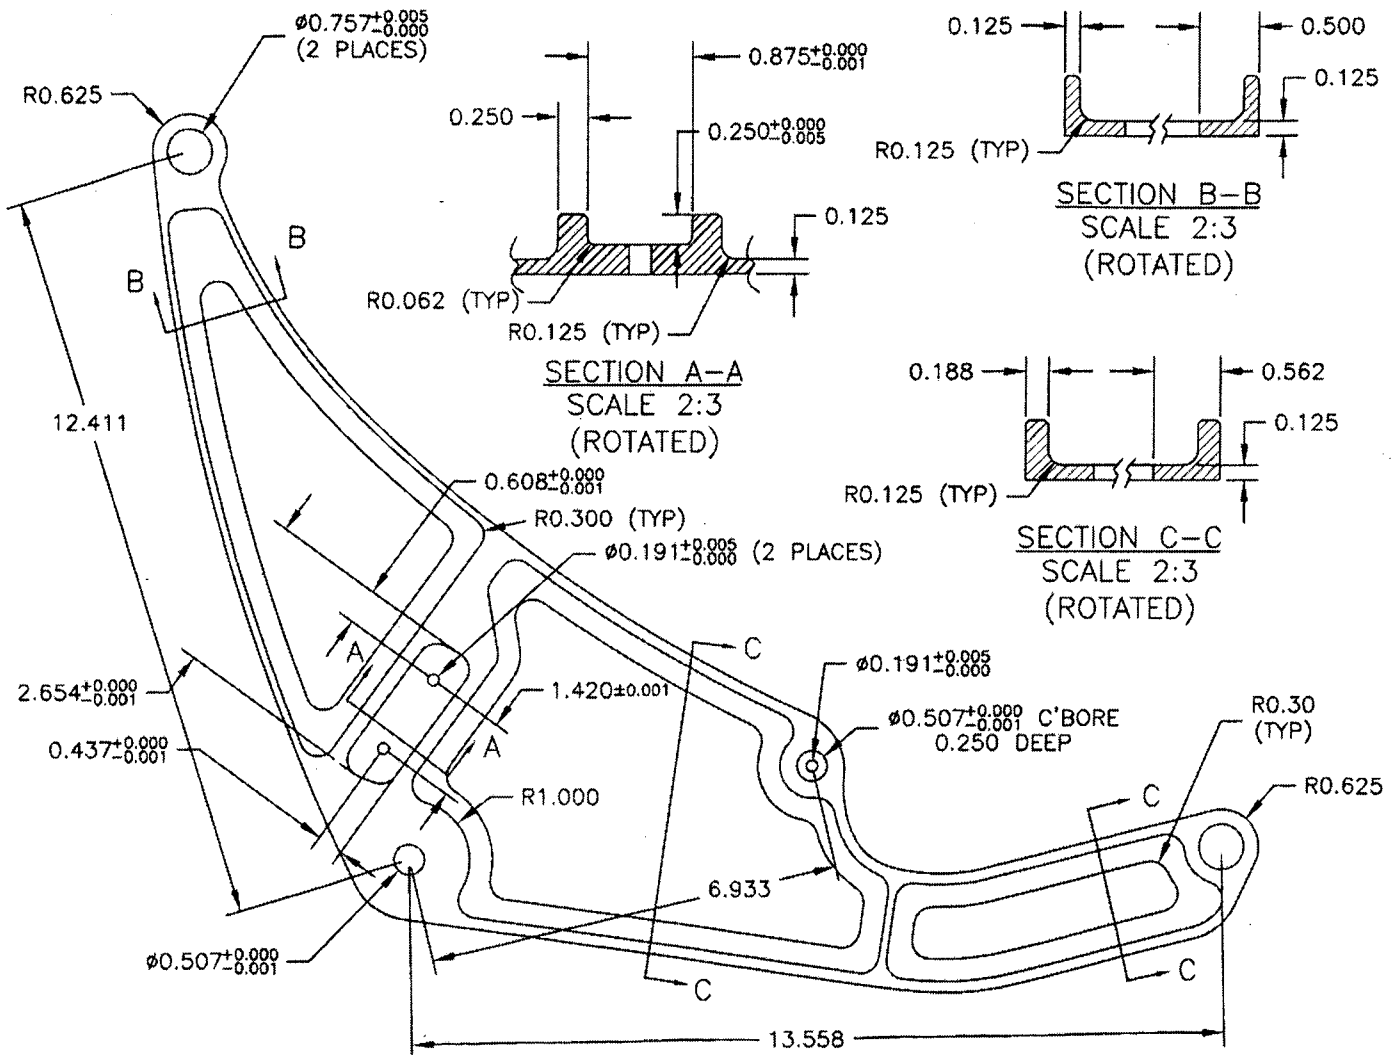 ø0.757+0.005
-0.000
(2 PLACES)
R0.625
0.875+0.000
-0.001
0.250
0.250+0.000
-0.005
0.125
R0.062 (TYP)
R0.125 (TYP)
SECTION A-A
SCALE 2:3
(ROTATED)
0.125
0.500
0.125
R0.125 (TYP)
SECTION B-B
SCALE 2:3
(ROTATED)
0.188
0.562
0.125
R0.125 (TYP)
SECTION C-C
SCALE 2:3
(ROTATED)
B
B
12.411
0.608+0.000
-0.001
R0.300 (TYP)
ø0.191+0.005
-0.000 (2 PLACES)
A
2.654+0.000
-0.001
1.420±0.001
0.437+0.000
-0.001
A
R1.000
C
ø0.191+0.005
-0.000
ø0.507+0.000
-0.001 C'BORE
0.250 DEEP
R0.30
(TYP)
R0.625
C
6.933
ø0.507+0.000
-0.001
C
C
13.558